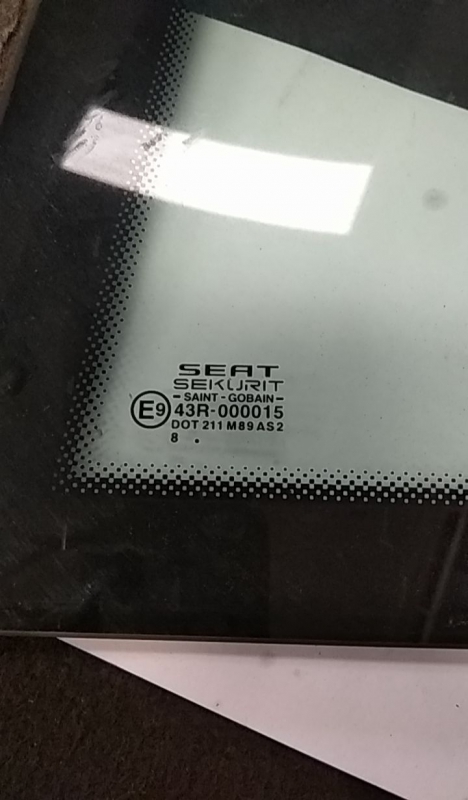 SEAT
SEKURIT
- SAINT - GOBAIN -
E9 43R-000015
DOT 211 M89 AS2
8 .